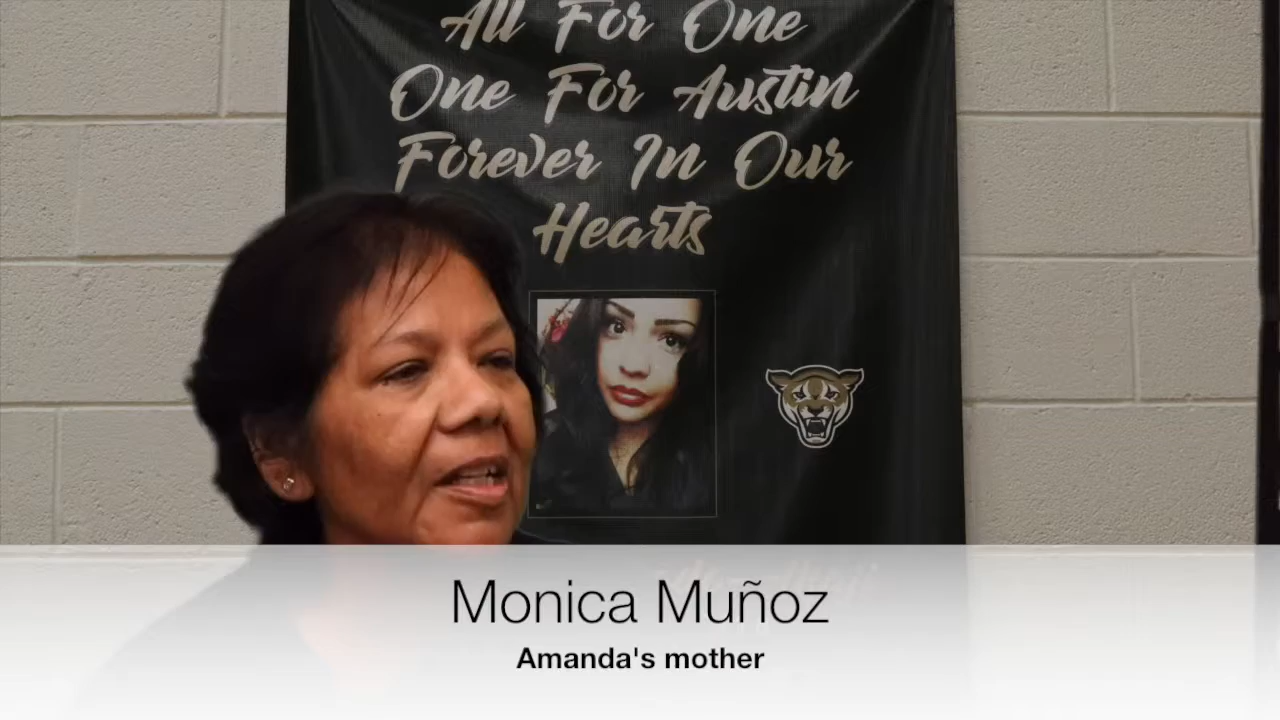 All For One
One For Austin
Forever In Our
Hearts
Monica Muñoz
Amanda's mother